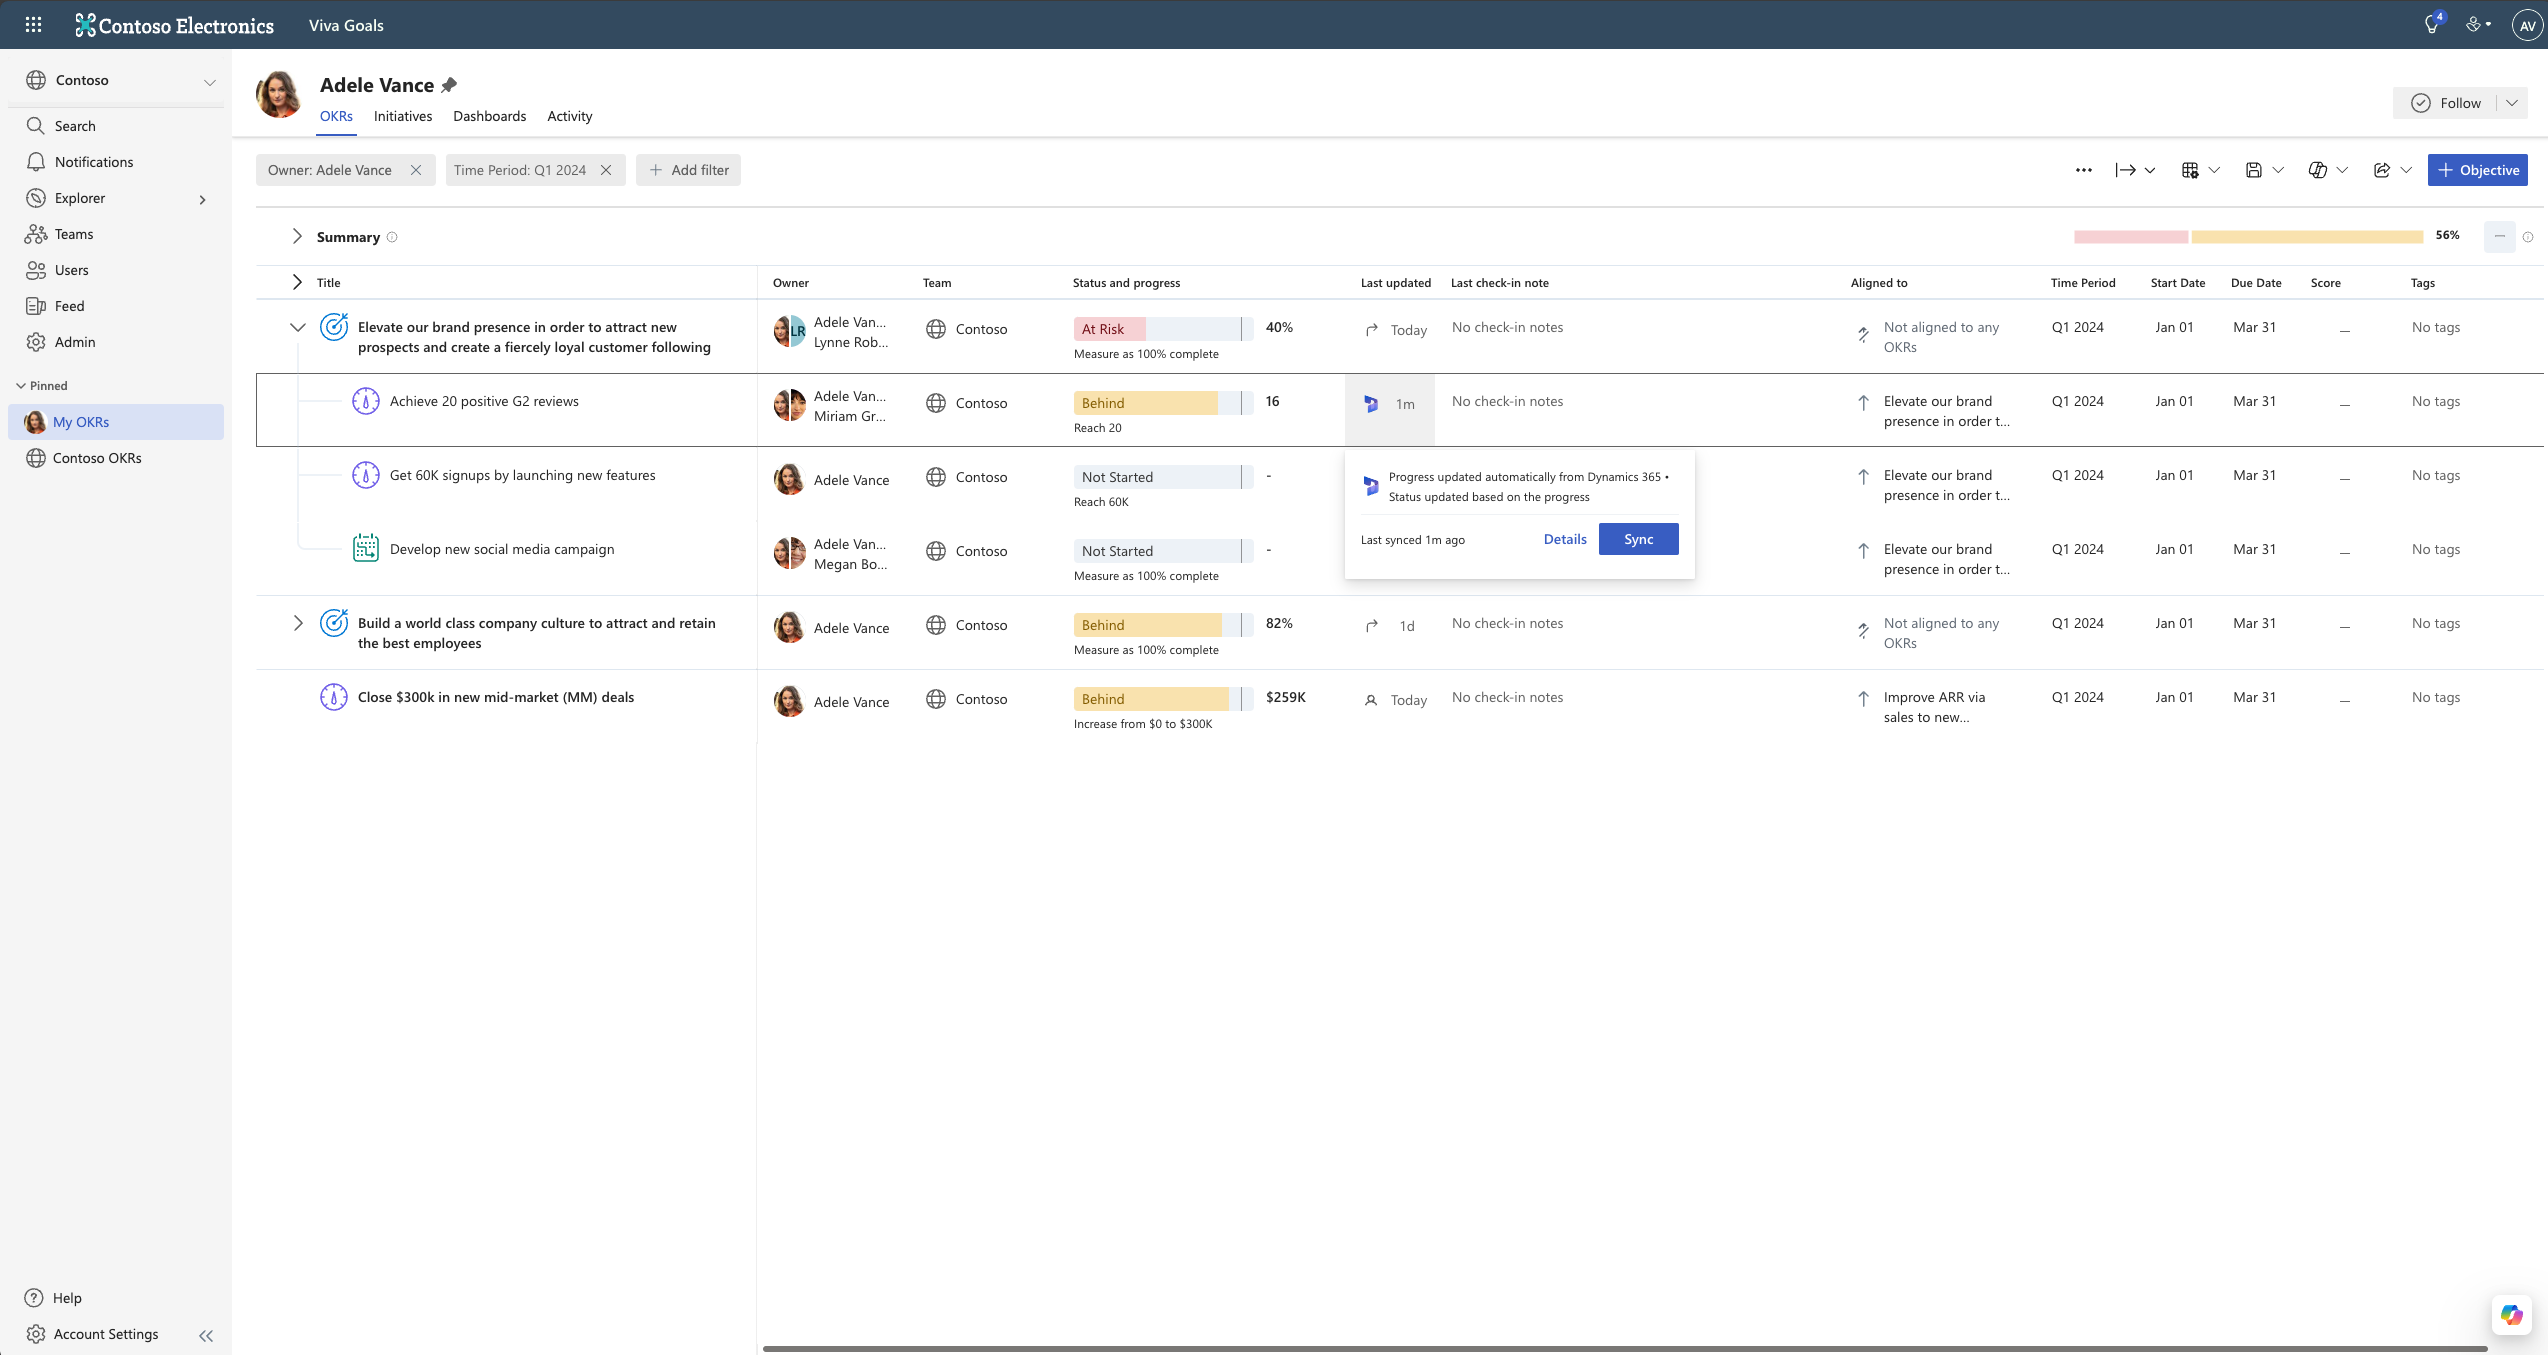 Contoso Electronics
Viva Goals
4
AV
Contoso
Search
Notifications
Explorer
Teams
Users
Feed
Admin
Pinned
My OKRs
Contoso OKRs
Help
Account Settings
Adele Vance
OKRs Initiatives Dashboards Activity
Follow
Owner: Adele Vance
Time Period: Q1 2024
Add filter
Objective
Summary
56%
Title Owner Team Status and progress Last updated Last check-in note Aligned to Time Period Start Date Due Date Score Tags
Elevate our brand presence in order to attract new
prospects and create a fiercely loyal customer following
LR
Adele Van...
Lynne Rob...
Contoso
At Risk
40%
Measure as 100% complete
Today
No check-in notes
Not aligned to any
OKRs
Q1 2024
Jan 01
Mar 31
No tags
Achieve 20 positive G2 reviews
Adele Van...
Miriam Gr...
Contoso
Behind
16
Reach 20
1m
No check-in notes
Elevate our brand
presence in order t...
Q1 2024
Jan 01
Mar 31
No tags
Get 60K signups by launching new features
Adele Vance
Contoso
Not Started
-
Reach 60K
Progress updated automatically from Dynamics 365 •
Status updated based on the progress
Last synced 1m ago
Details
Sync
Elevate our brand
presence in order t...
Q1 2024
Jan 01
Mar 31
No tags
Develop new social media campaign
Adele Van...
Megan Bo...
Contoso
Not Started
-
Measure as 100% complete
Elevate our brand
presence in order t...
Q1 2024
Jan 01
Mar 31
No tags
Build a world class company culture to attract and retain
the best employees
Adele Vance
Contoso
Behind
82%
Measure as 100% complete
1d
No check-in notes
Not aligned to any
OKRs
Q1 2024
Jan 01
Mar 31
No tags
Close $300k in new mid-market (MM) deals
Adele Vance
Contoso
Behind
$259K
Increase from $0 to $300K
Today
No check-in notes
Improve ARR via
sales to new...
Q1 2024
Jan 01
Mar 31
No tags